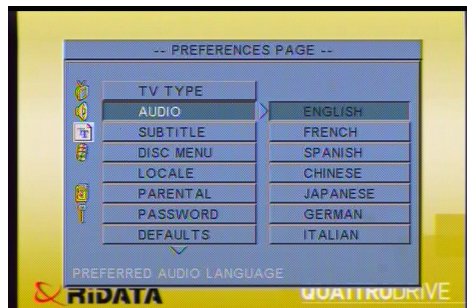 -- PREFERENCES PAGE --
TV TYPE
AUDIO ENGLISH
SUBTITLE FRENCH
DISC MENU SPANISH
LOCALE CHINESE
PARENTAL JAPANESE
PASSWORD GERMAN
DEFAULTS ITALIAN
PREFERRED AUDIO LANGUAGE
RiDATA QUATTRODRIVE